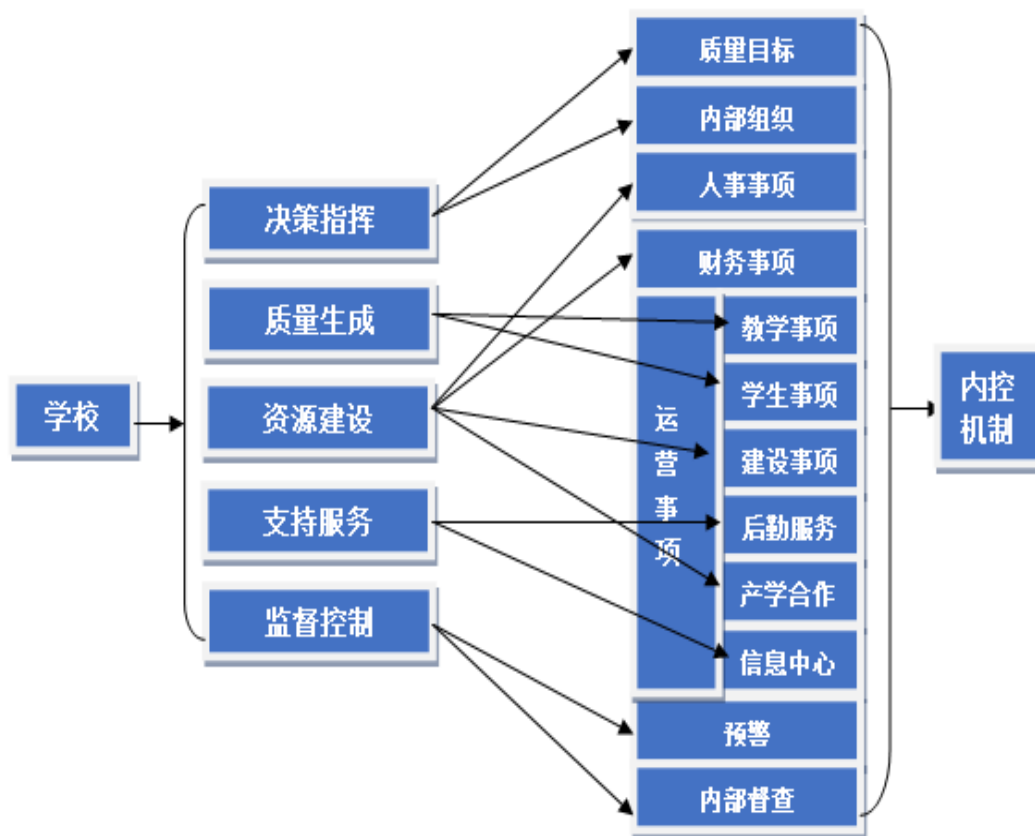 学校
决策指挥
质量生成
资源建设
支持服务
监督控制
质里目标
内部组织
人事事项
财务事项
运营事项
教学事项
学生事项
建设事项
后勤服务
产学合作
信息中心
预警
内部督查
内控
机制